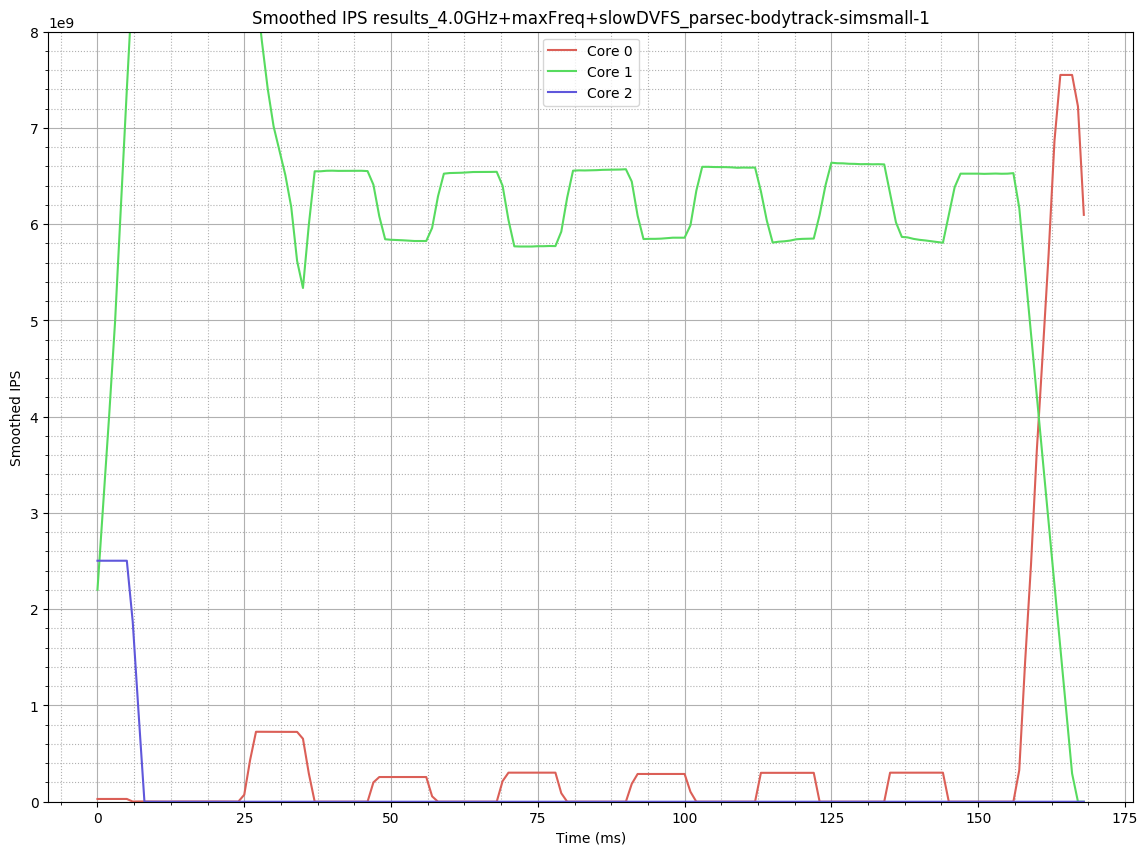 Smoothed IPS results_4.0GHz+maxFreq+slowDVFS_parsec-bodytrack-simsmall-1
1e9
Core 0
Core 1
Core 2
8
7
6
5
4
3
2
1
0
Smoothed IPS
0 25 50 75 100 125 150 175
Time (ms)